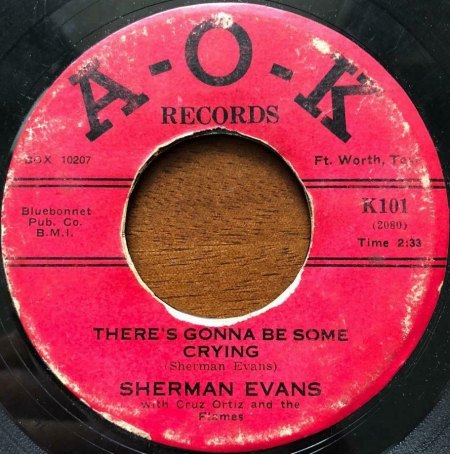 A-O-K
RECORDS
BOX 10207
Ft. Worth, Tex.
Bluebonnet
Pub. Co.
B.M.I.
K101
(2080)
Time 2:33
THERE'S GONNA BE SOME
CRYING
(Sherman Evans)
SHERMAN EVANS
with Cruz Ortiz and the
Flames